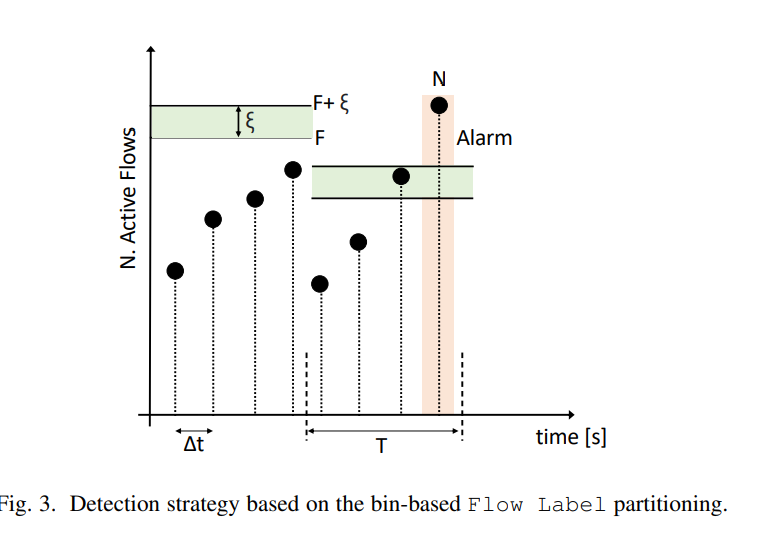 N
F+ ξ
ξ
F
Alarm
N. Active Flows
Δt
T
time [s]
Fig. 3. Detection strategy based on the bin-based Flow Label partitioning.